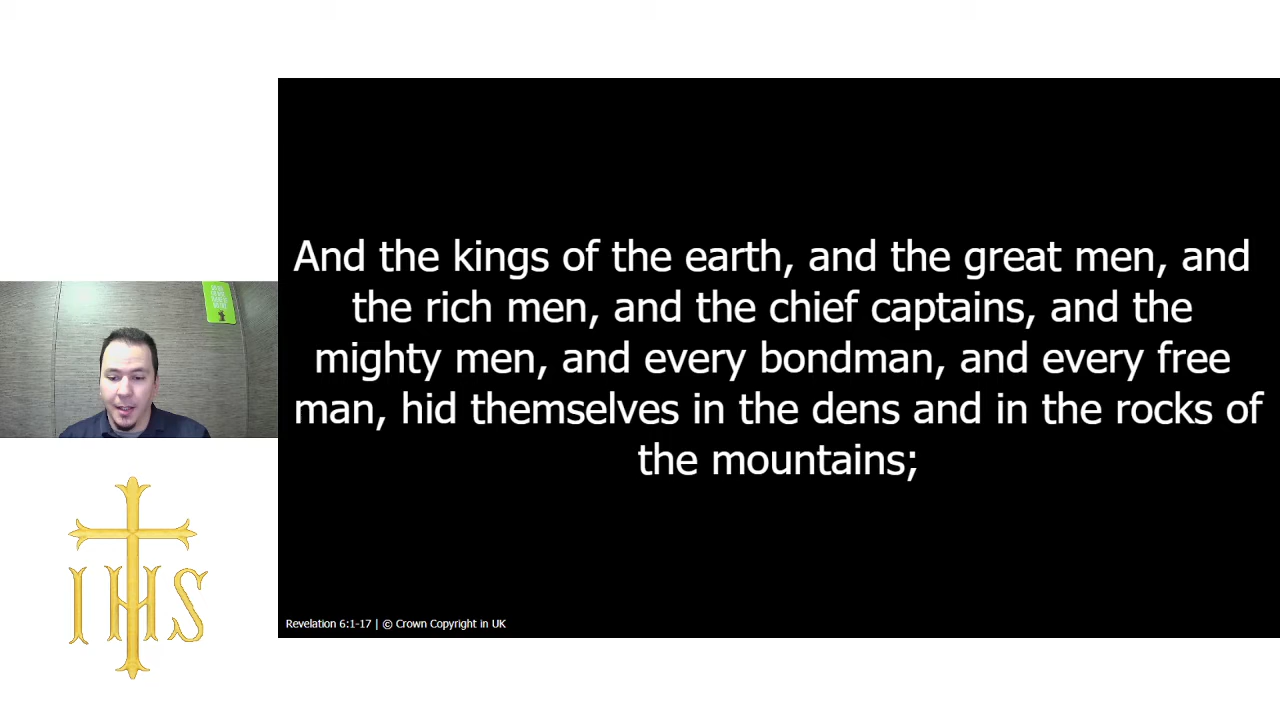 And the kings of the earth, and the great men, and
the rich men, and the chief captains, and the
mighty men, and every bondman, and every free
man, hid themselves in the dens and in the rocks of
the mountains;
Revelation 6:1-17 | © Crown Copyright in UK
IHS